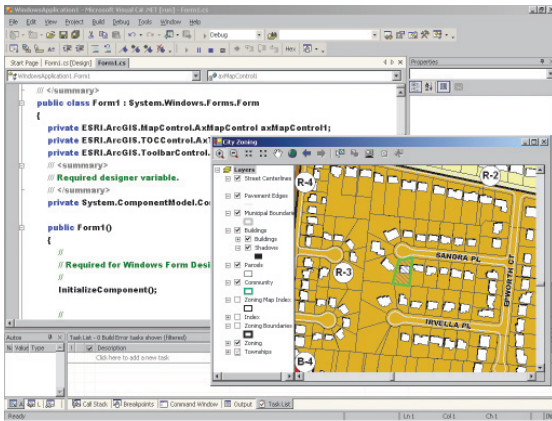 WindowsApplication1 - Microsoft Visual C# .NET [run] - Form1.cs
File Edit View Project Build Debug Tools Window Help
Debug
Hex
Start Page Form1.cs [Design] Form1.cs
Properties
WindowsApplication1.Form1
axMapControl1
/// </summary>
public class Form1 : System.Windows.Forms.Form
{
private ESRI.ArcGIS.MapControl.AxMapControl axMapControl1;
private ESRI.ArcGIS.TOCControl.AxT
private ESRI.ArcGIS.ToolbarControl.
/// <summary>
/// Required designer variable.
/// </summary>
private System.ComponentModel.Co
public Form1()
{
//
// Required for Windows Form Desi
//
InitializeComponent();
//
City Zoning
Layers
Street Centerlines
Pavement Edges
Municipal Boundarie
Buildings
Buildings
Shadows
Parcels
Community
Zoning Map Index
Index
Zoning Boundaries
Zoning
Townships
R-4
R-2
R-3
B-4
SANDRA PL
EPWORTH CT
IRVELLA PL
Autos
Value Type
Task List - 0 Build Error tasks shown (filtered)
! Description
Click here to add a new task
Call Stack Breakpoints Command Window Output Task List
Ready
Ln 1 Col 1 Ch 1